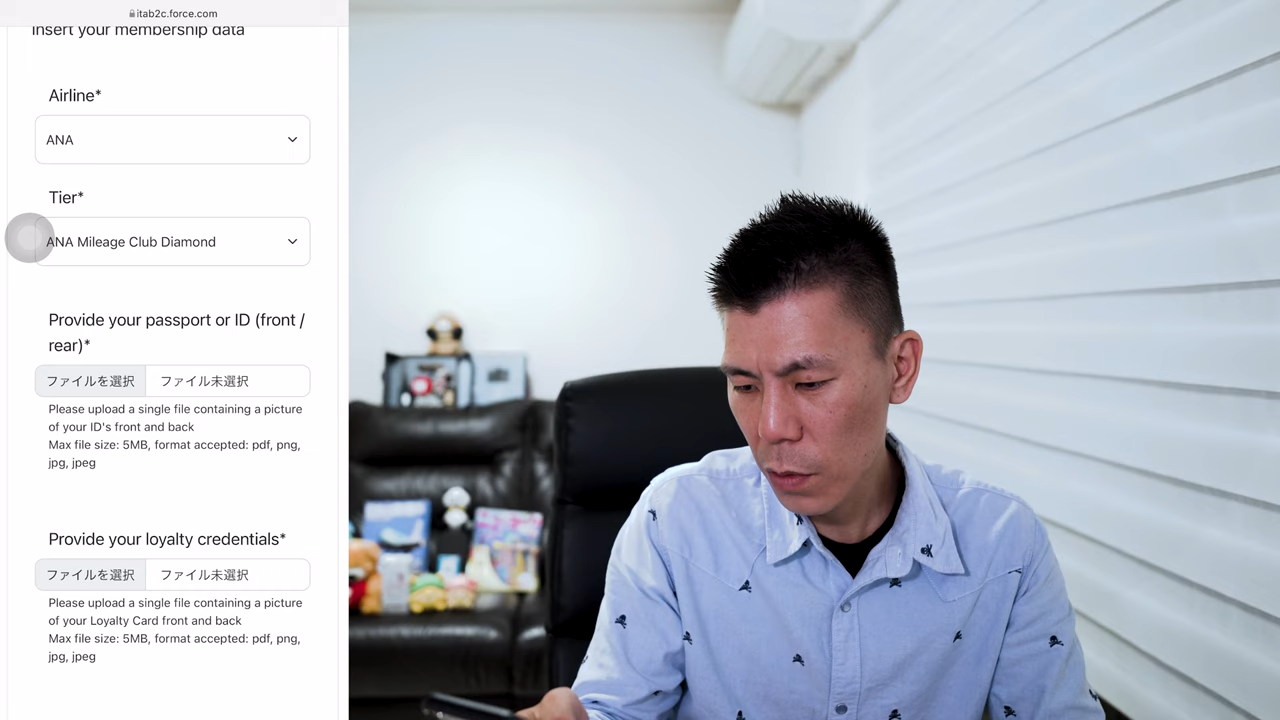 itab2c.force.com
Insert your membership data
Airline*
ANA
Tier*
ANA Mileage Club Diamond
Provide your passport or ID (front /
rear)*
ファイルを選択 ファイル未選択
Please upload a single file containing a picture
of your ID's front and back
Max file size: 5MB, format accepted: pdf, png,
jpg, jpeg
Provide your loyalty credentials*
ファイルを選択 ファイル未選択
Please upload a single file containing a picture
of your Loyalty Card front and back
Max file size: 5MB, format accepted: pdf, png,
jpg, jpeg